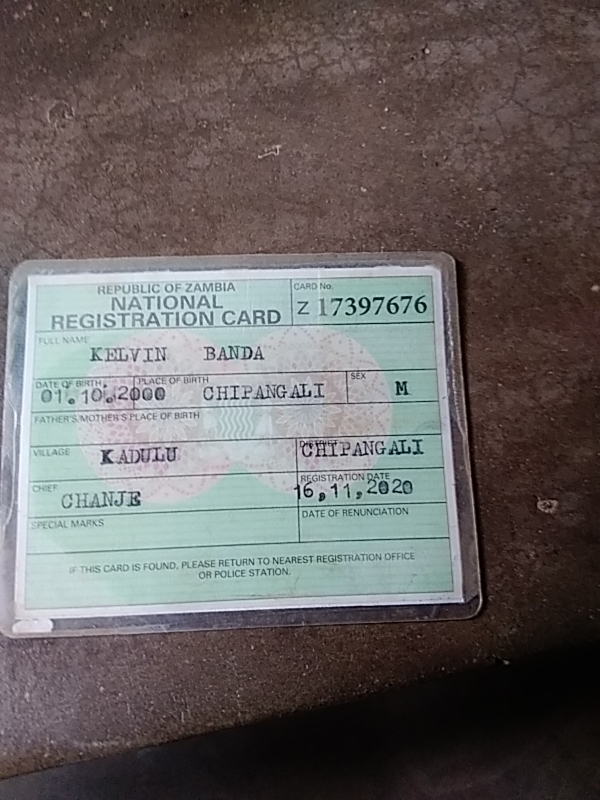 REPUBLIC OF ZAMBIA
NATIONAL
REGISTRATION CARD
CARD No.
Z 17397676
FULL NAME
KELVIN BANDA
DATE OF BIRTH
01.10.2000
PLACE OF BIRTH
CHIPANGALI
SEX
M
FATHER'S/MOTHER'S PLACE OF BIRTH
VILLAGE
KADULU
DISTRICT
CHIPANGALI
CHIEF
CHANJE
REGISTRATION DATE
16,11,2020
SPECIAL MARKS
DATE OF RENUNCIATION
IF THIS CARD IS FOUND, PLEASE RETURN TO NEAREST REGISTRATION OFFICE
OR POLICE STATION.